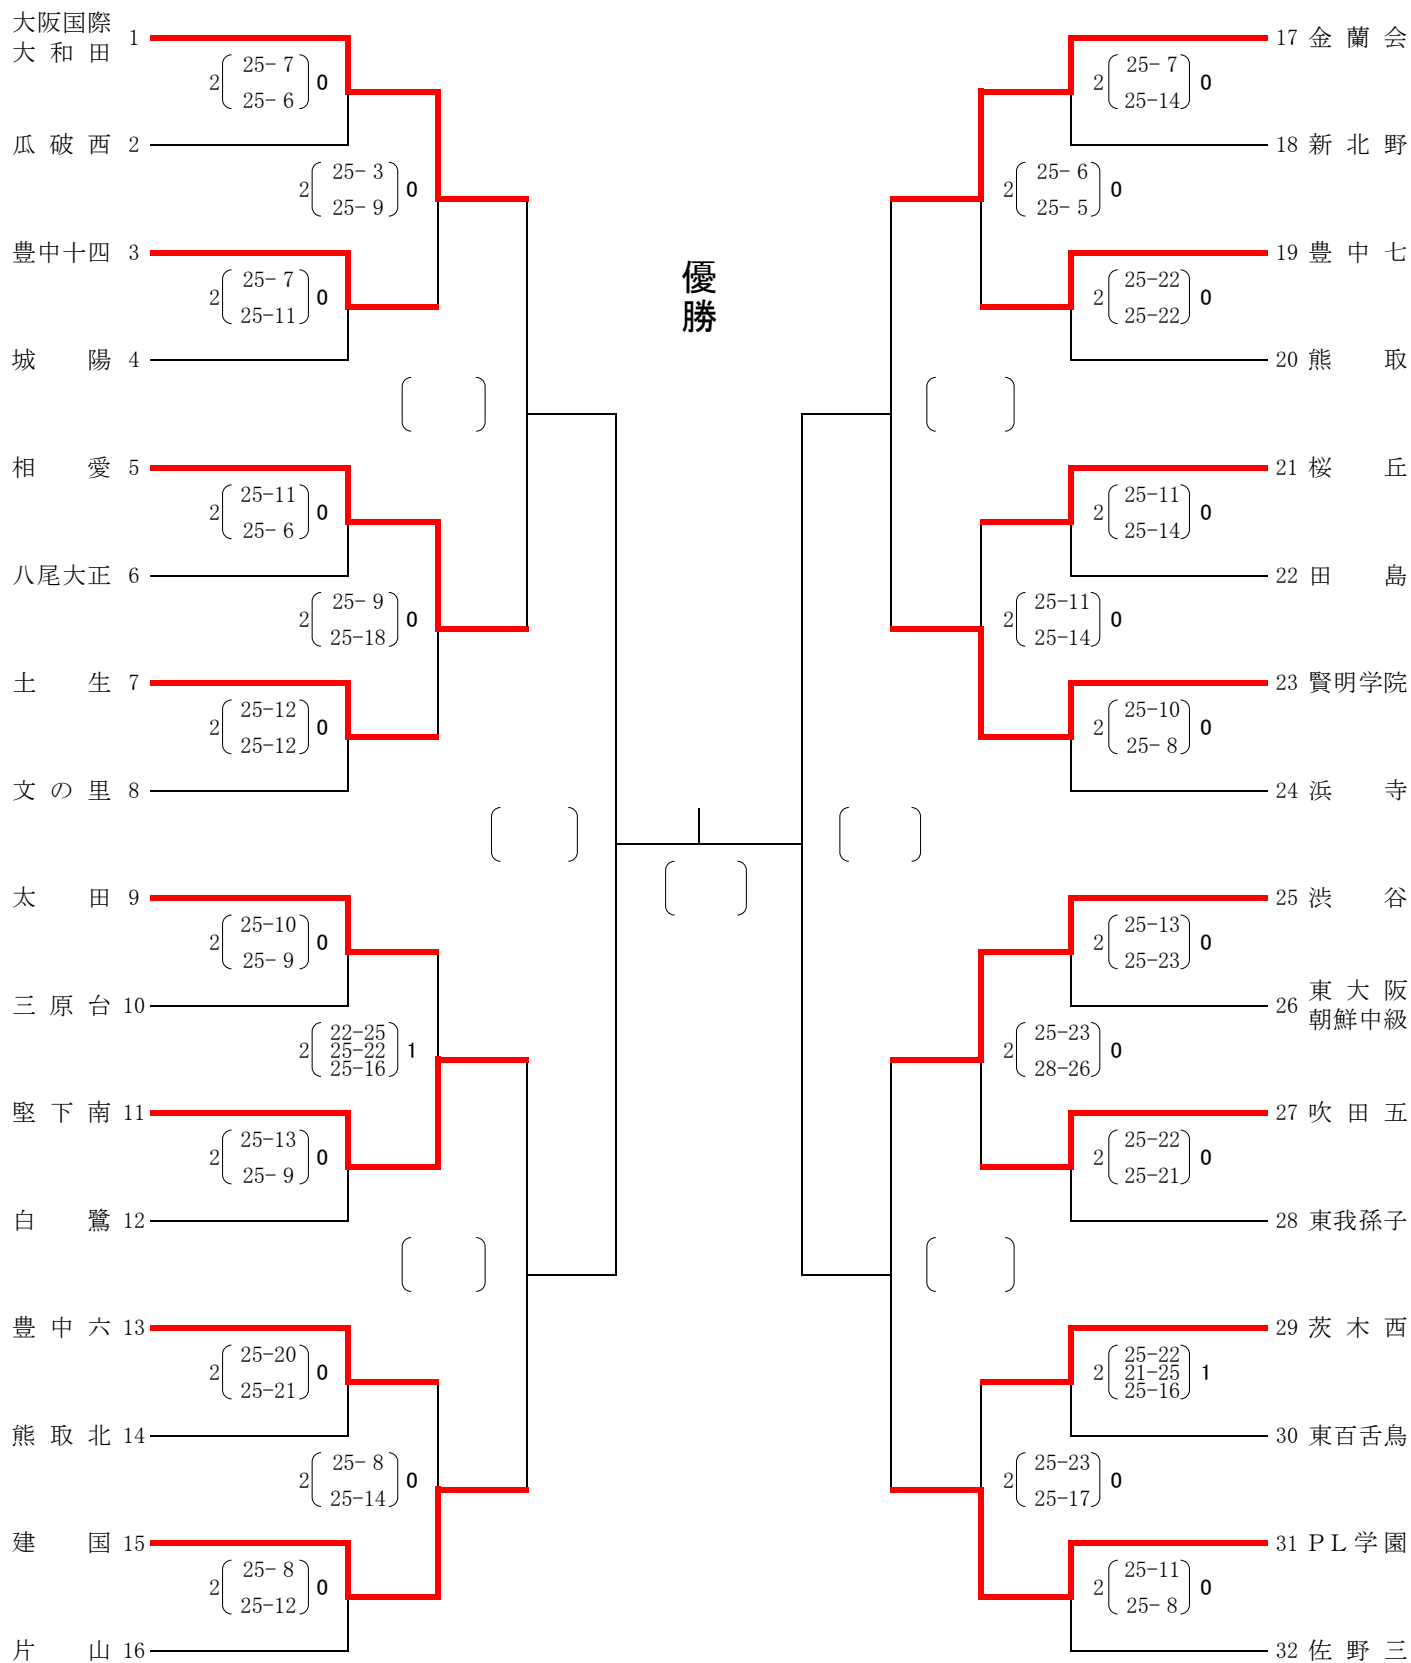 大阪国際
大和田 1
2 25- 7 0
25- 6
瓜破西 2
2 25- 3 0
25- 9
豊中十四 3
2 25- 7 0
25-11
城陽 4
相愛 5
2 25-11 0
25- 6
八尾大正 6
2 25- 9 0
25-18
土生 7
2 25-12 0
25-12
文の里 8
太田 9
2 25-10 0
25- 9
三原台 10
2 22-25 1
25-22
25-16
堅下南 11
2 25-13 0
25- 9
白鷺 12
豊中六 13
2 25-20 0
25-21
熊取北 14
2 25- 8 0
25-14
建国 15
2 25- 8 0
25-12
片山 16
優
勝
17 金蘭会
2 25- 7 0
25-14
18 新北野
2 25- 6 0
25- 5
19 豊中七
2 25-22 0
25-22
20 熊取
21 桜丘
2 25-11 0
25-14
22 田島
2 25-11 0
25-14
23 賢明学院
2 25-10 0
25- 8
24 浜寺
25 渋谷
2 25-13 0
25-23
26 東大阪
朝鮮中級
2 25-23 0
28-26
27 吹田五
2 25-22 0
25-21
28 東我孫子
29 茨木西
2 25-22 1
21-25
25-16
30 東百舌鳥
2 25-23 0
25-17
31 ＰＬ学園
2 25-11 0
25- 8
32 佐野三